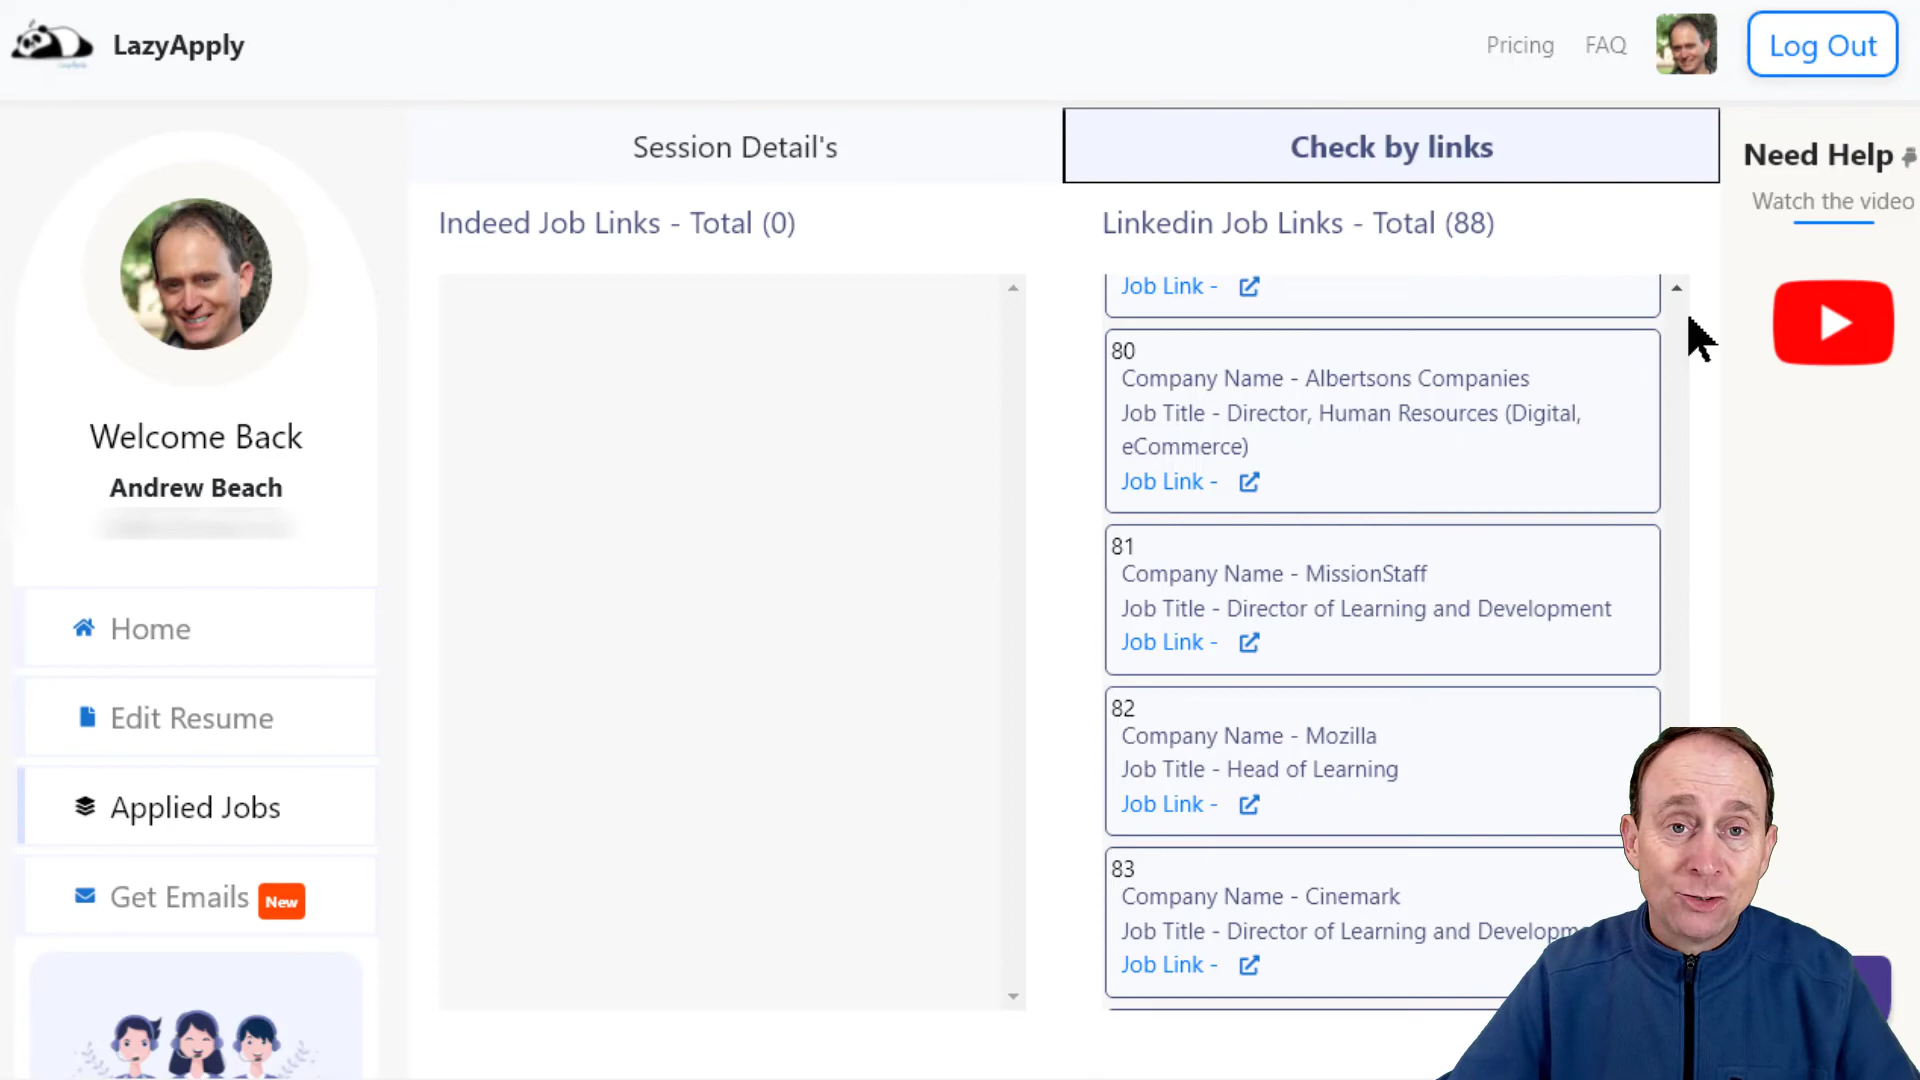 LazyApply
Pricing
FAQ
Log Out
Welcome Back
Andrew Beach
Home
Edit Resume
Applied Jobs
Get Emails New
Session Detail's
Check by links
Indeed Job Links - Total (0)
Linkedin Job Links - Total (88)
Job Link -
80
Company Name - Albertsons Companies
Job Title - Director, Human Resources (Digital,
eCommerce)
Job Link -
81
Company Name - MissionStaff
Job Title - Director of Learning and Development
Job Link -
82
Company Name - Mozilla
Job Title - Head of Learning
Job Link -
83
Company Name - Cinemark
Job Title - Director of Learning and Developm
Job Link -
Need Help
Watch the video